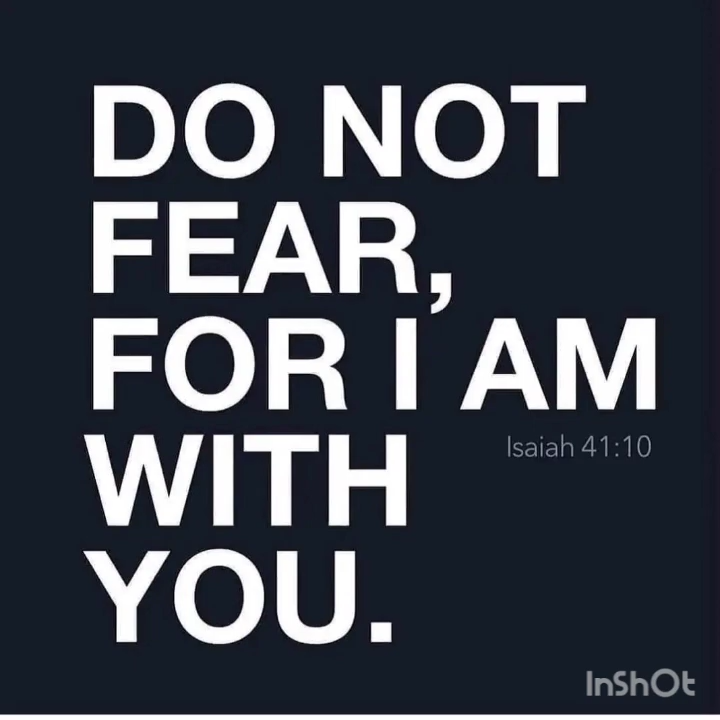 DO NOT
FEAR,
FOR I AM
WITH
Isaiah 41:10
YOU.
InShOt